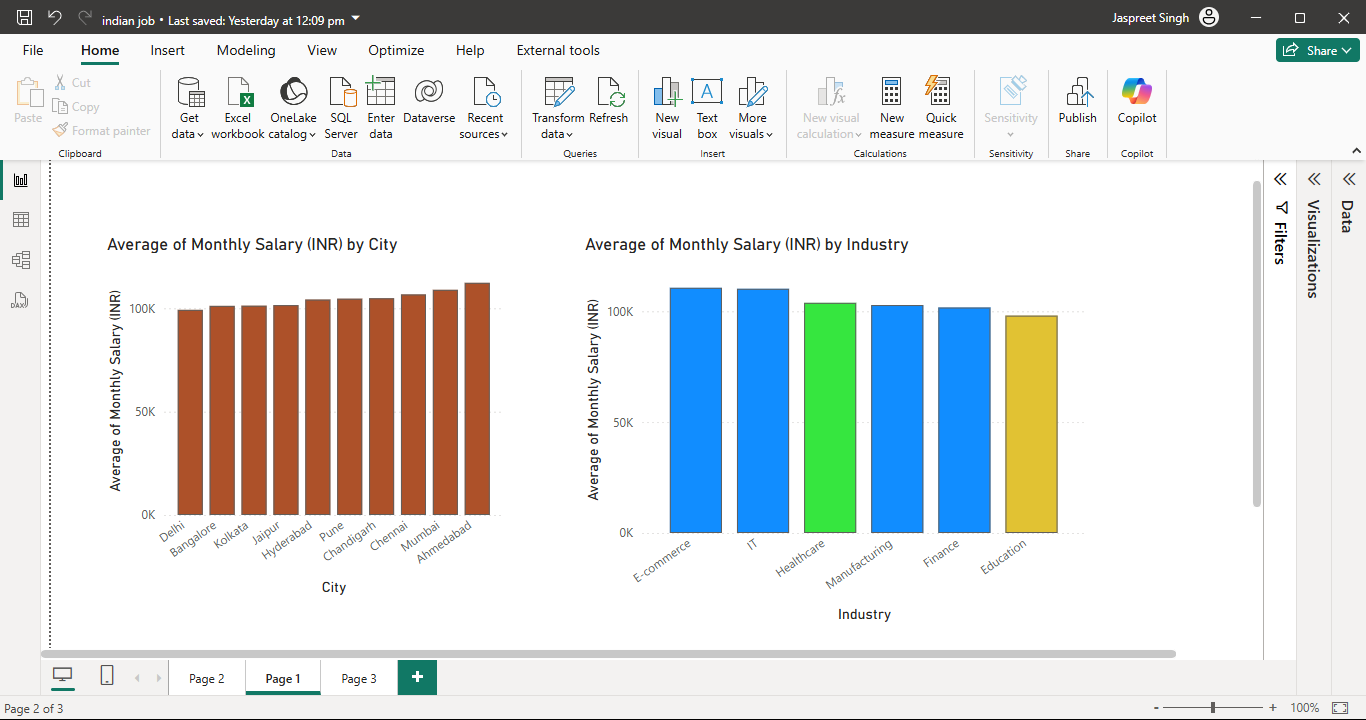 indian job • Last saved: Yesterday at 12:09 pm
Jaspreet Singh
File Home Insert Modeling View Optimize Help External tools
Share
Paste
Cut
Copy
Format painter
Clipboard
Get data
Excel workbook
OneLake catalog
SQL Server
Enter data
Dataverse
Recent sources
Data
Transform data
Refresh
Queries
New visual
Text box
More visuals
Insert
New visual calculation
New measure
Quick measure
Calculations
Sensitivity
Sensitivity
Publish
Share
Copilot
Copilot
DAX
Average of Monthly Salary (INR) by City
Average of Monthly Salary (INR)
100K
50K
0K
Delhi
Bangalore
Kolkata
Jaipur
Hyderabad
Pune
Chandigarh
Chennai
Mumbai
Ahmedabad
City
Average of Monthly Salary (INR) by Industry
Average of Monthly Salary (INR)
100K
50K
0K
E-commerce
IT
Healthcare
Manufacturing
Finance
Education
Industry
Filters
Visualizations
Data
Page 2
Page 1
Page 3
+
Page 2 of 3
- + 100%